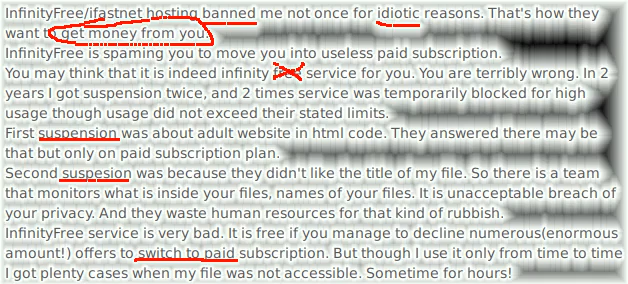 InfinityFree/ifastnet hosting banned me not once for idiotic reasons. That's how they
want to get money from you.
InfinityFree is spaming you to move you into useless paid subscription.
You may think that it is indeed infinity free service for you. You are terribly wrong. In 2
years I got suspension twice, and 2 times service was temporarily blocked for high
usage though usage did not exceed their stated limits.
First suspension was about adult website in html code. They answered there may be
that but only on paid subscription plan.
Second suspesion was because they didn't like the title of my file. So there is a team
that monitors what is inside your files, names of your files. It is unacceptable breach of
your privacy. And they waste human resources for that kind of rubbish.
InfinityFree service is very bad. It is free if you manage to decline numerous(enormous
amount!) offers to switch to paid subscription. But though I use it only from time to time
I got plenty cases when my file was not accessible. Sometime for hours!